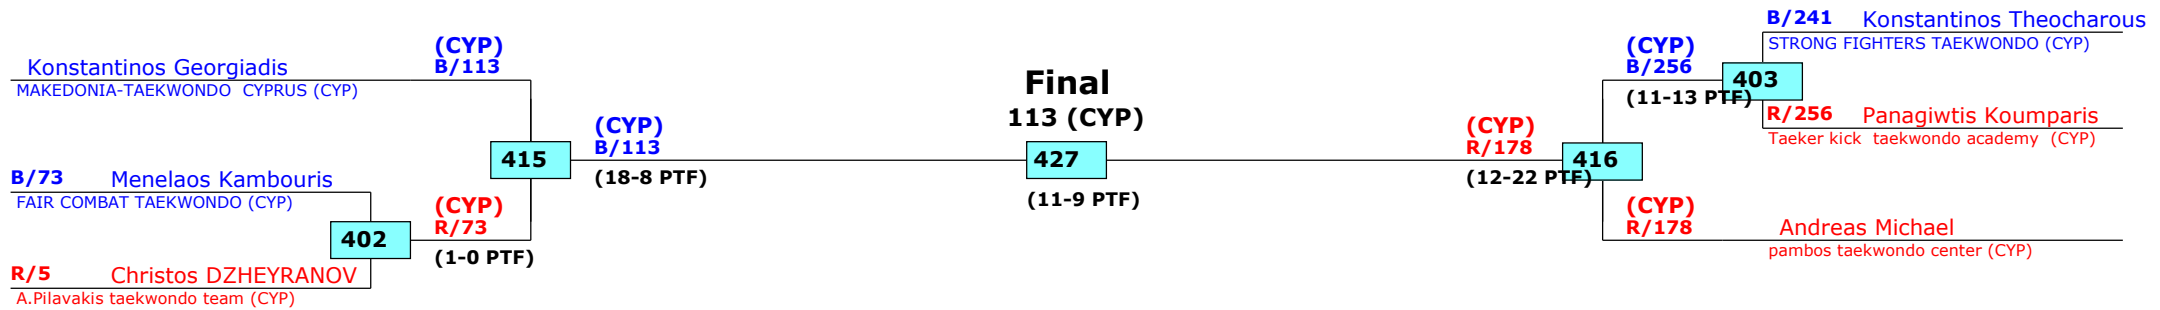 Konstantinos Georgiadis
MAKEDONIA-TAEKWONDO  CYPRUS (CYP)
(CYP)
B/113
B/73 Menelaos Kambouris
FAIR COMBAT TAEKWONDO (CYP)
402
R/5 Christos DZHEYRANOV
A.Pilavakis taekwondo team (CYP)
(CYP)
R/73
(1-0 PTF)
415
(CYP)
B/113
(18-8 PTF)
Final
113 (CYP)
427
(11-9 PTF)
(CYP)
R/178
(12-22 PTF)
416
(CYP)
B/256
(11-13 PTF)
403
B/241 Konstantinos Theocharous
STRONG FIGHTERS TAEKWONDO (CYP)
R/256 Panagiwtis Koumparis
Taeker kick  taekwondo academy  (CYP)
(CYP)
R/178
Andreas Michael
pambos taekwondo center (CYP)